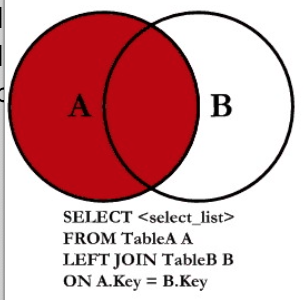 A B
SELECT <select_list>
FROM TableA A
LEFT JOIN TableB B
ON A.Key = B.Key